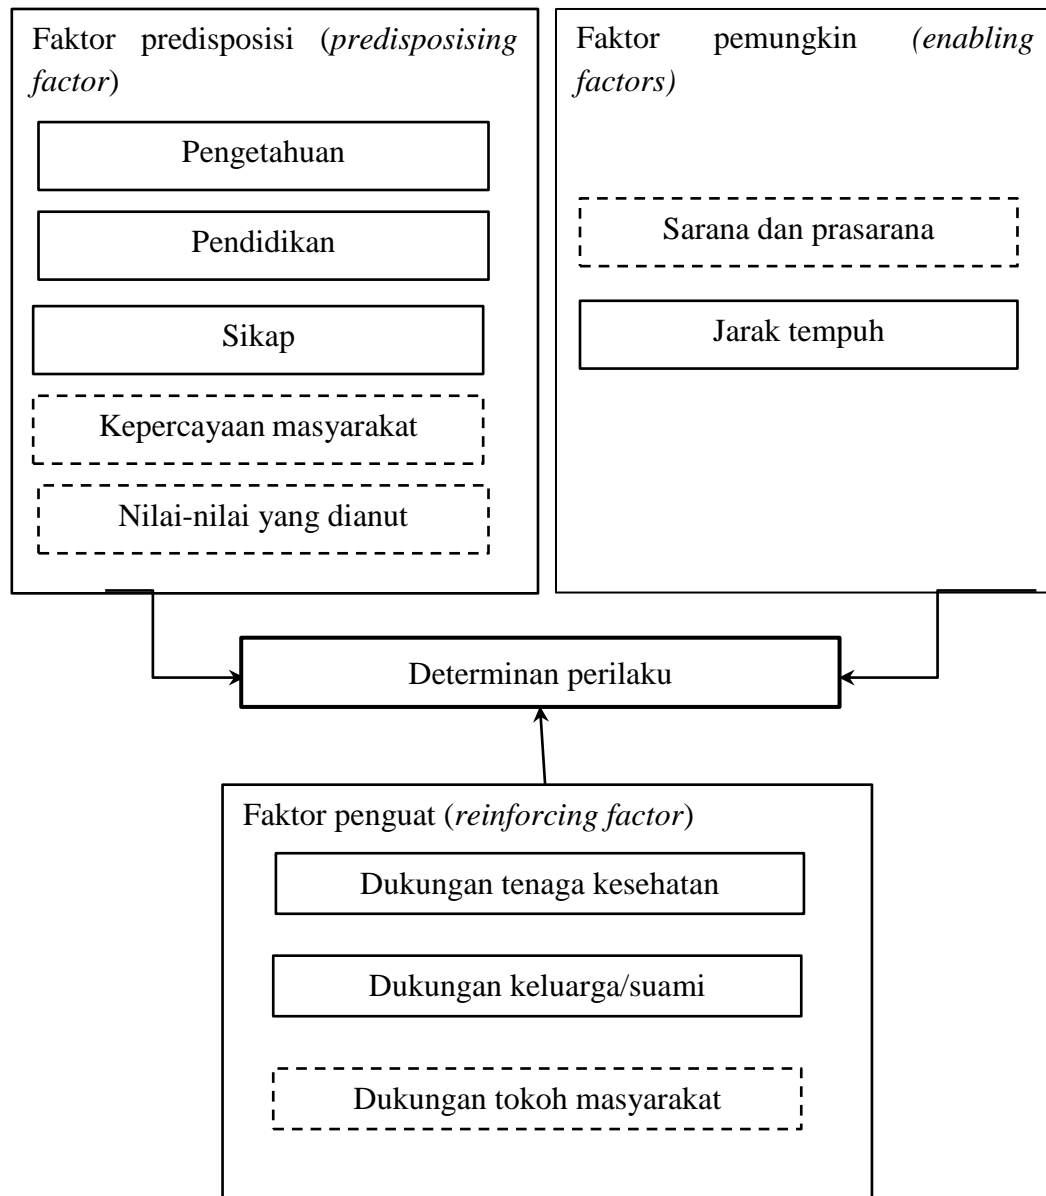 Faktor predisposisi (predisposising
factor)
Pengetahuan
Pendidikan
Sikap
Kepercayaan masyarakat
Nilai-nilai yang dianut
Faktor pemungkin (enabling
factors)
Sarana dan prasarana
Jarak tempuh
Determinan perilaku
Faktor penguat (reinforcing factor)
Dukungan tenaga kesehatan
Dukungan keluarga/suami
Dukungan tokoh masyarakat